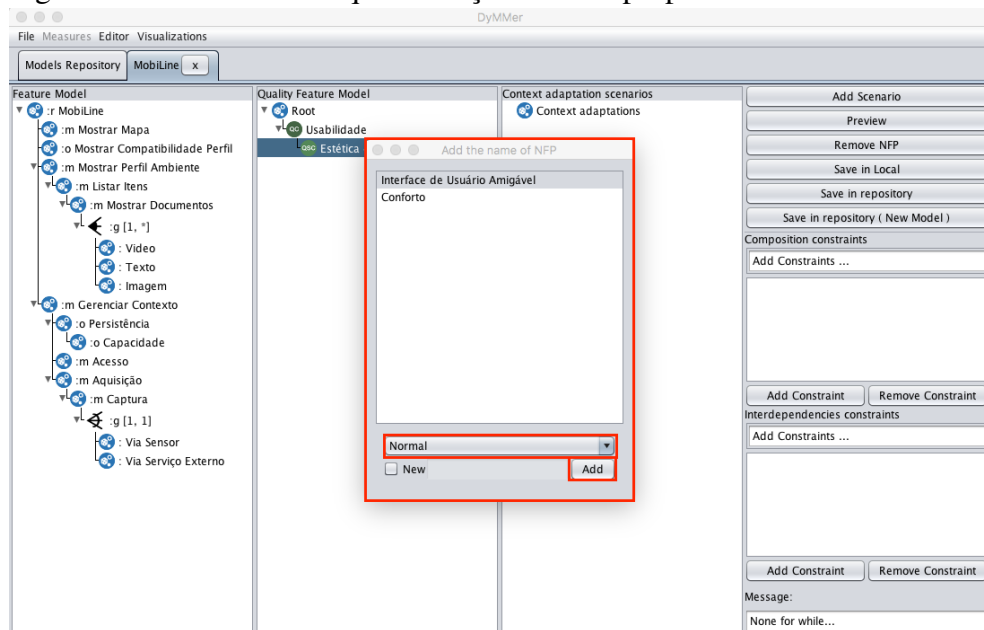 DyMMer
File Measures Editor Visualizations
Models Repository MobiLine x
Feature Model
:r MobiLine
:m Mostrar Mapa
:o Mostrar Compatibilidade Perfil
:m Mostrar Perfil Ambiente
:m Listar Itens
:m Mostrar Documentos
:g [1, *]
: Video
: Texto
: Imagem
:m Gerenciar Contexto
:o Persistência
:o Capacidade
:m Acesso
:m Aquisição
:m Captura
:g [1, 1]
: Via Sensor
: Via Serviço Externo
Quality Feature Model
Root
QC Usabilidade
QSC Estética
Add the name of NFP
Interface de Usuário Amigável
Conforto
Normal
New Add
Context adaptation scenarios
Context adaptations
Add Scenario
Preview
Remove NFP
Save in Local
Save in repository
Save in repository ( New Model )
Composition constraints
Add Constraints ...
Add Constraint Remove Constraint
Interdependencies constraints
Add Constraints ...
Add Constraint Remove Constraint
Message:
None for while...